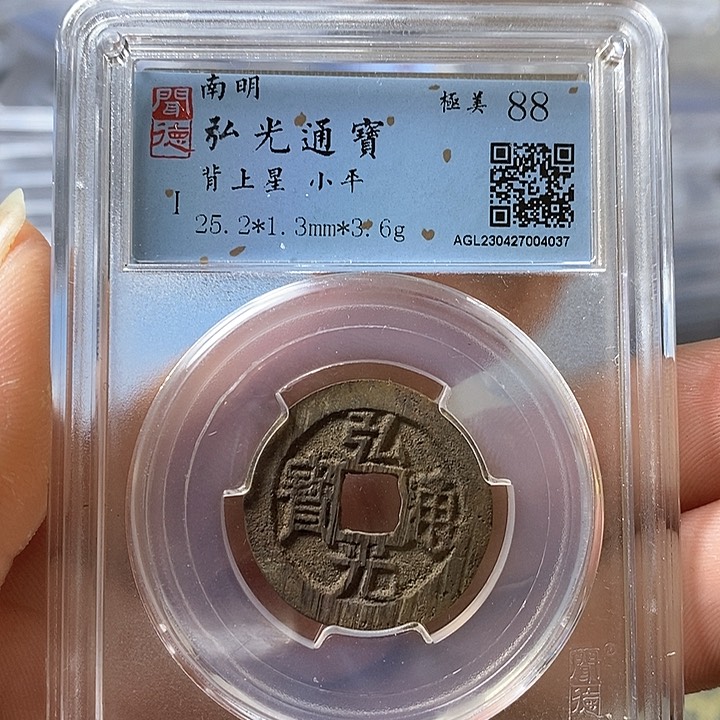 聞德
南明
極美 88
弘光通寶
背上星 小平
I
25.2*1.3mm*3.6g
AGL230427004037
弘光通寶
聞德